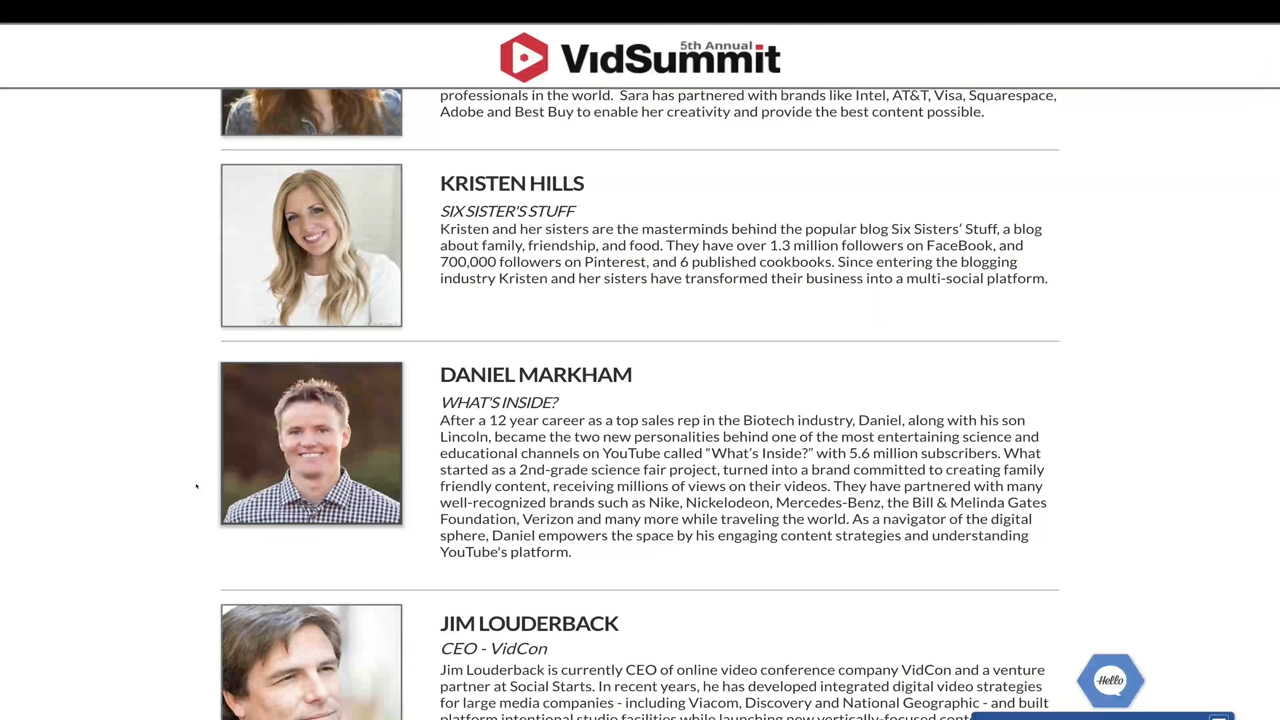 5th Annual
VidSummit
professionals in the world. Sara has partnered with brands like Intel, AT&T, Visa, Squarespace,
Adobe and Best Buy to enable her creativity and provide the best content possible.
KRISTEN HILLS
SIX SISTER'S STUFF
Kristen and her sisters are the masterminds behind the popular blog Six Sisters’ Stuff, a blog
about family, friendship, and food. They have over 1.3 million followers on FaceBook, and
700,000 followers on Pinterest, and 6 published cookbooks. Since entering the blogging
industry Kristen and her sisters have transformed their business into a multi-social platform.
DANIEL MARKHAM
WHAT'S INSIDE?
After a 12 year career as a top sales rep in the Biotech industry, Daniel, along with his son
Lincoln, became the two new personalities behind one of the most entertaining science and
educational channels on YouTube called “What’s Inside?” with 5.6 million subscribers. What
started as a 2nd-grade science fair project, turned into a brand committed to creating family
friendly content, receiving millions of views on their videos. They have partnered with many
well-recognized brands such as Nike, Nickelodeon, Mercedes-Benz, the Bill & Melinda Gates
Foundation, Verizon and many more while traveling the world. As a navigator of the digital
sphere, Daniel empowers the space by his engaging content strategies and understanding
YouTube's platform.
JIM LOUDERBACK
CEO - VidCon
Jim Louderback is currently CEO of online video conference company VidCon and a venture
partner at Social Starts. In recent years, he has developed integrated digital video strategies
for large media companies - including Viacom, Discovery and National Geographic - and built
platform intentional studio facilities while launching new vertically-focused
Hello